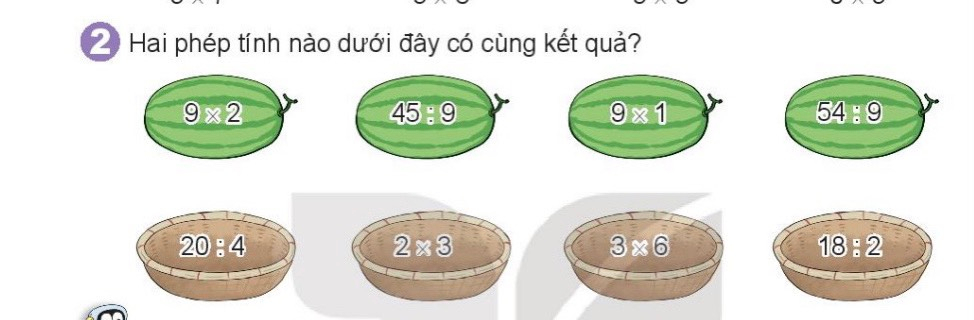 2 Hai phép tính nào dưới đây có cùng kết quả?
9 × 2 45 : 9 9 × 1 54 : 9
20 : 4 2 × 3 3 × 6 18 : 2